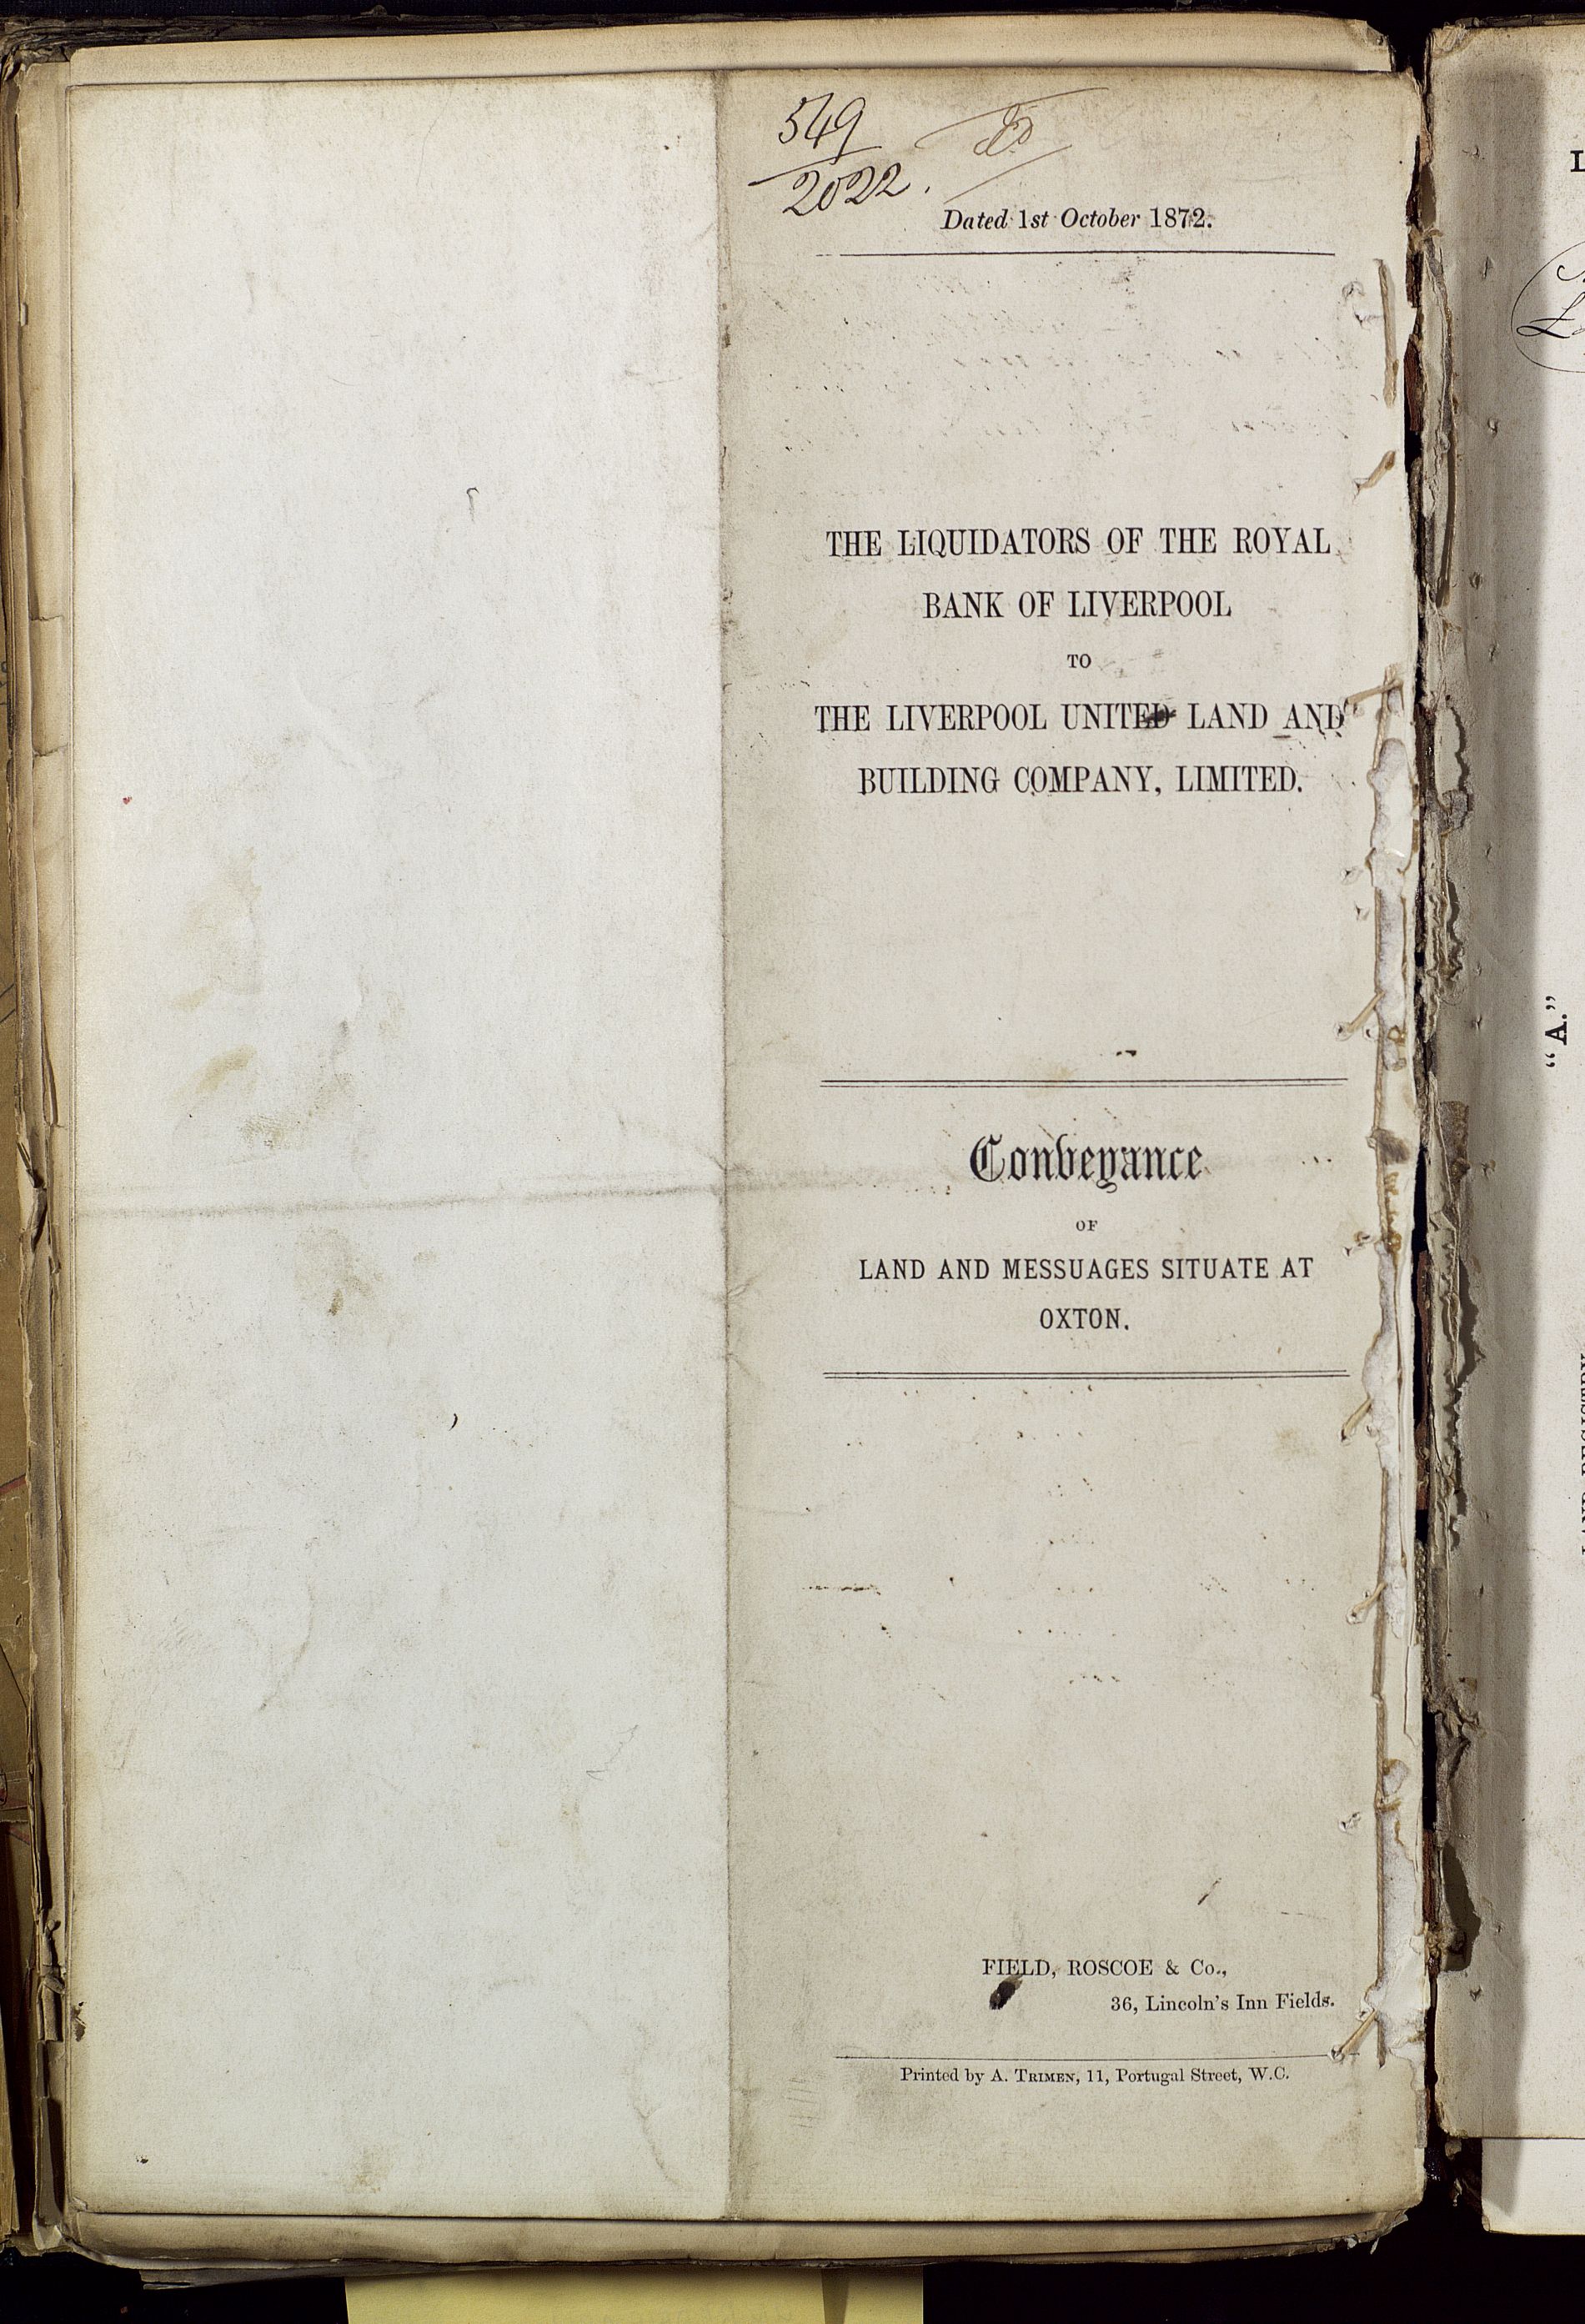 549
2022.
Dated 1st October 1872.
THE LIQUIDATORS OF THE ROYAL
BANK OF LIVERPOOL
TO
THE LIVERPOOL UNITED LAND AND
BUILDING COMPANY, LIMITED.
Conveyance
OF
LAND AND MESSUAGES SITUATE AT
OXTON.
FIELD, ROSCOE & Co.,
36, Lincoln's Inn Fields.
Printed by A. TRIMEN, 11, Portugal Street, W.C.
"A."